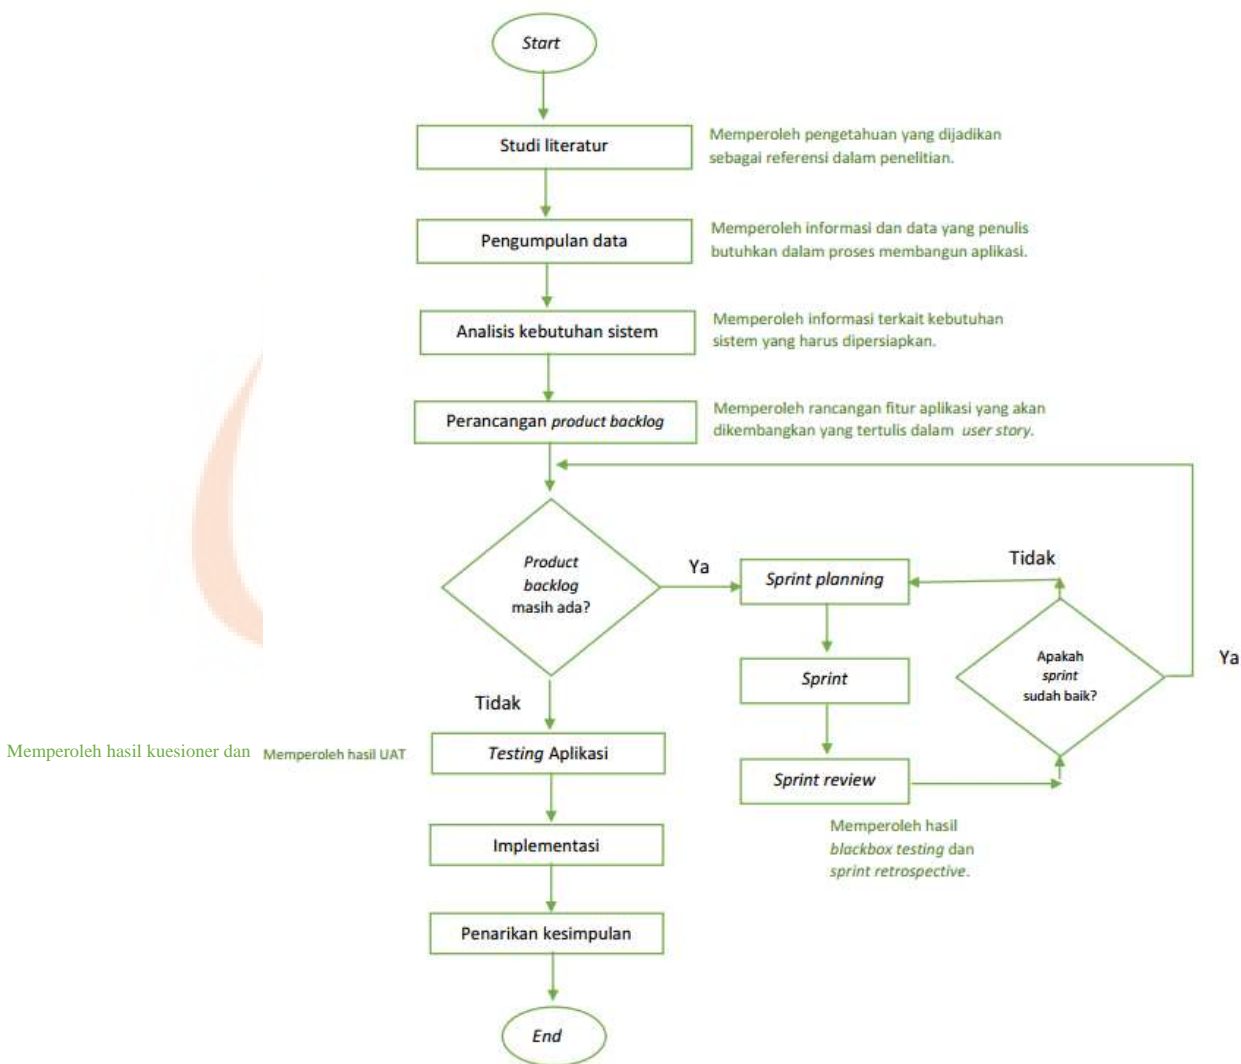 Start
Studi literatur
Memperoleh pengetahuan yang dijadikan
sebagai referensi dalam penelitian.
Pengumpulan data
Memperoleh informasi dan data yang penulis
butuhkan dalam proses membangun aplikasi.
Analisis kebutuhan sistem
Memperoleh informasi terkait kebutuhan
sistem yang harus dipersiapkan.
Perancangan product backlog
Memperoleh rancangan fitur aplikasi yang akan
dikembangkan yang tertulis dalam user story.
Product
backlog
masih ada?
Ya
Sprint planning
Tidak
Apakah
sprint
sudah baik?
Ya
Sprint
Sprint review
Memperoleh hasil
blackbox testing dan
sprint retrospective.
Tidak
Memperoleh hasil kuesioner dan
Memperoleh hasil UAT
Testing Aplikasi
Implementasi
Penarikan kesimpulan
End